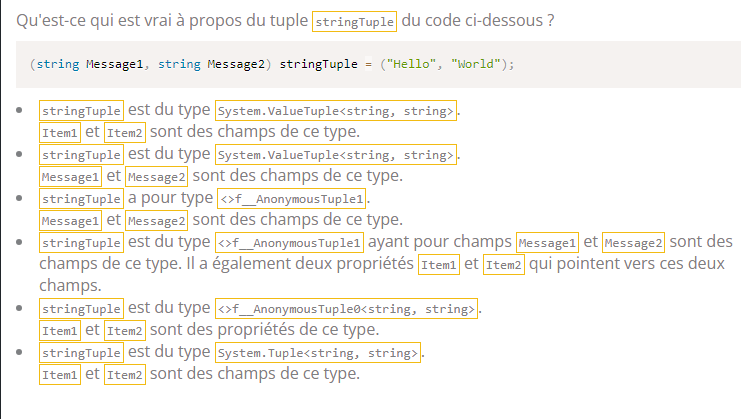 Qu'est-ce qui est vrai à propos du tuple stringTuple du code ci-dessous ?
(string Message1, string Message2) stringTuple = ("Hello", "World");
• stringTuple est du type System.ValueTuple<string, string>.
Item1 et Item2 sont des champs de ce type.
• stringTuple est du type System.ValueTuple<string, string>.
Message1 et Message2 sont des champs de ce type.
• stringTuple a pour type <>f__AnonymousTuple1.
Message1 et Message2 sont des champs de ce type.
• stringTuple est du type <>f__AnonymousTuple1 ayant pour champs Message1 et Message2 sont des
champs de ce type. Il a également deux propriétés Item1 et Item2 qui pointent vers ces deux
champs.
• stringTuple est du type <>f__AnonymousTuple0<string, string>.
Item1 et Item2 sont des propriétés de ce type.
• stringTuple est du type System.Tuple<string, string>.
Item1 et Item2 sont des champs de ce type.